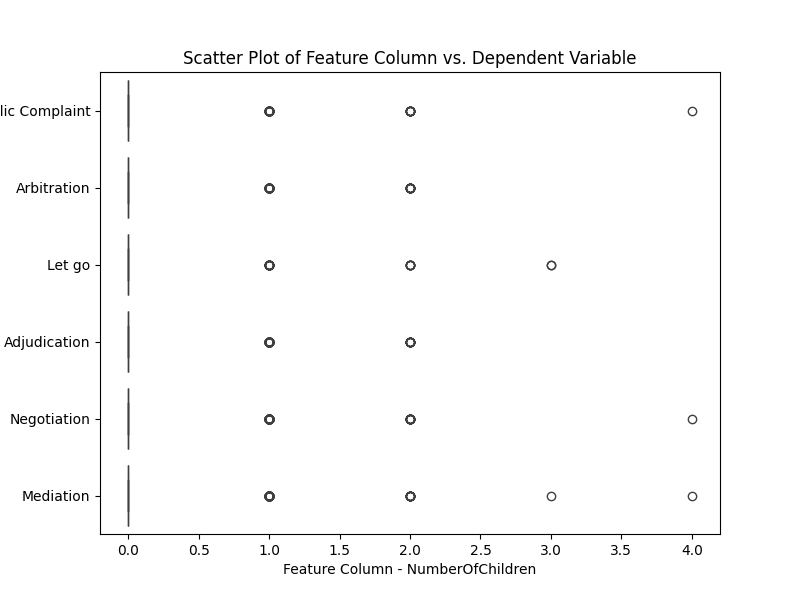 Scatter Plot of Feature Column vs. Dependent Variable
lic Complaint
Arbitration
Let go
Adjudication
Negotiation
Mediation
0.0 0.5 1.0 1.5 2.0 2.5 3.0 3.5 4.0
Feature Column - NumberOfChildren